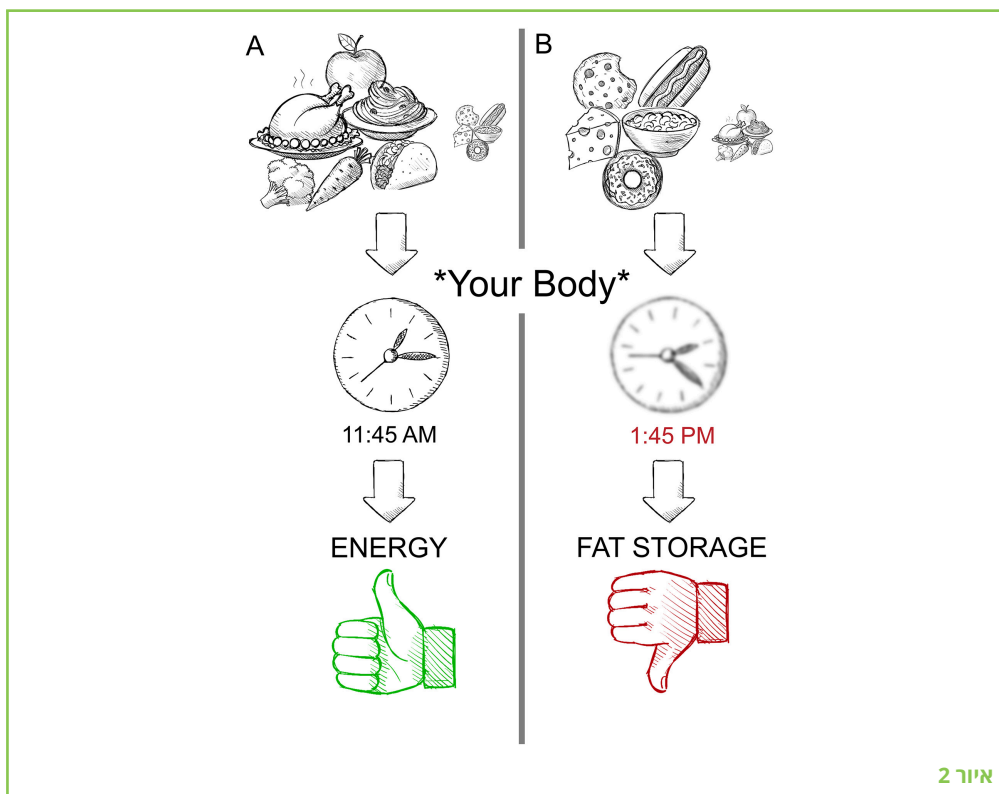 A
B
*Your Body*
11:45 AM
1:45 PM
ENERGY
FAT STORAGE
איור 2